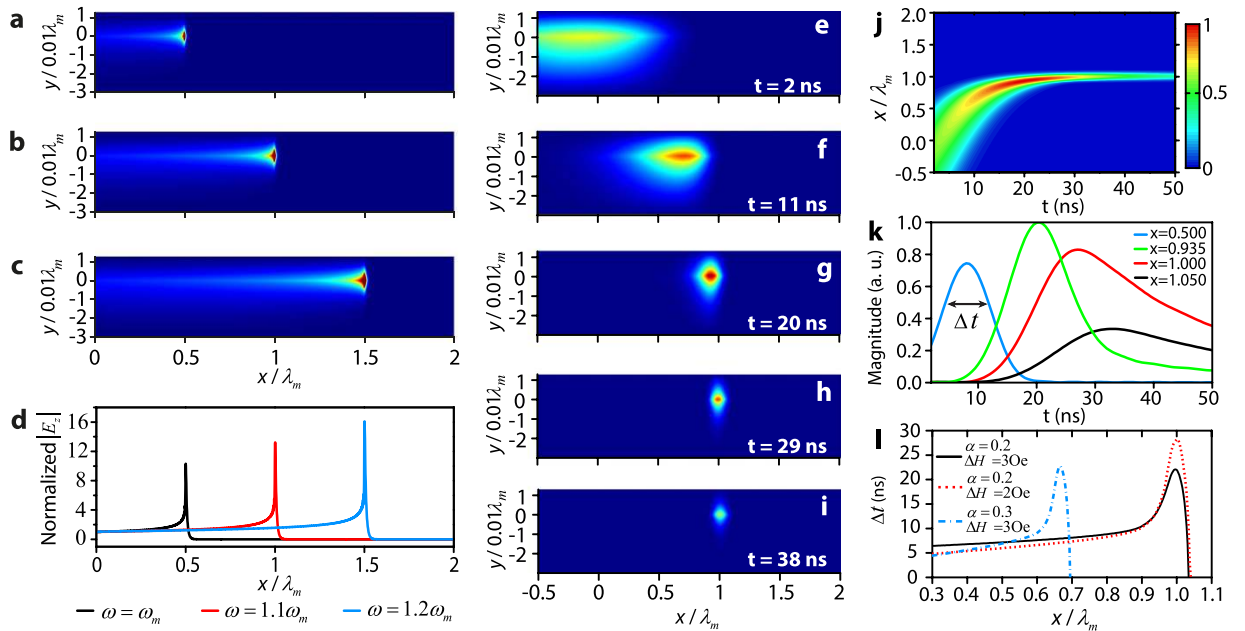 a
y / 0.01λm
1
0
-1
-2
-3
0
0.5
1
1.5
2
b
y / 0.01λm
1
0
-1
-2
-3
c
y / 0.01λm
1
0
-1
-2
-3
0
0.5
1
1.5
2
x / λm
d
Normalized |Ez|
16
12
8
4
0
0
0.5
1
1.5
2
x / λm
ω = ωm
ω = 1.1ωm
ω = 1.2ωm
e
y / 0.01λm
1
0
-1
-2
t = 2 ns
f
y / 0.01λm
1
0
-1
-2
t = 11 ns
g
y / 0.01λm
1
0
-1
-2
t = 20 ns
h
y / 0.01λm
1
0
-1
-2
t = 29 ns
i
y / 0.01λm
1
0
-1
-2
t = 38 ns
-0.5
0
0.5
1
1.5
2
x / λm
j
x / λm
2.0
1.5
1.0
0.5
0.0
-0.5
10
20
30
40
50
t (ns)
1
0.5
0
k
Magnitude (a. u.)
1.0
0.8
0.6
0.4
0.2
0.0
x=0.500
x=0.935
x=1.000
x=1.050
Δt
10
20
30
40
50
t (ns)
l
Δt (ns)
30
25
20
15
10
5
0
α=0.2
ΔH =3Oe
α=0.2
ΔH =2Oe
α=0.3
ΔH =3Oe
0.3 0.4 0.5 0.6 0.7 0.8 0.9 1.0 1.1
x / λm